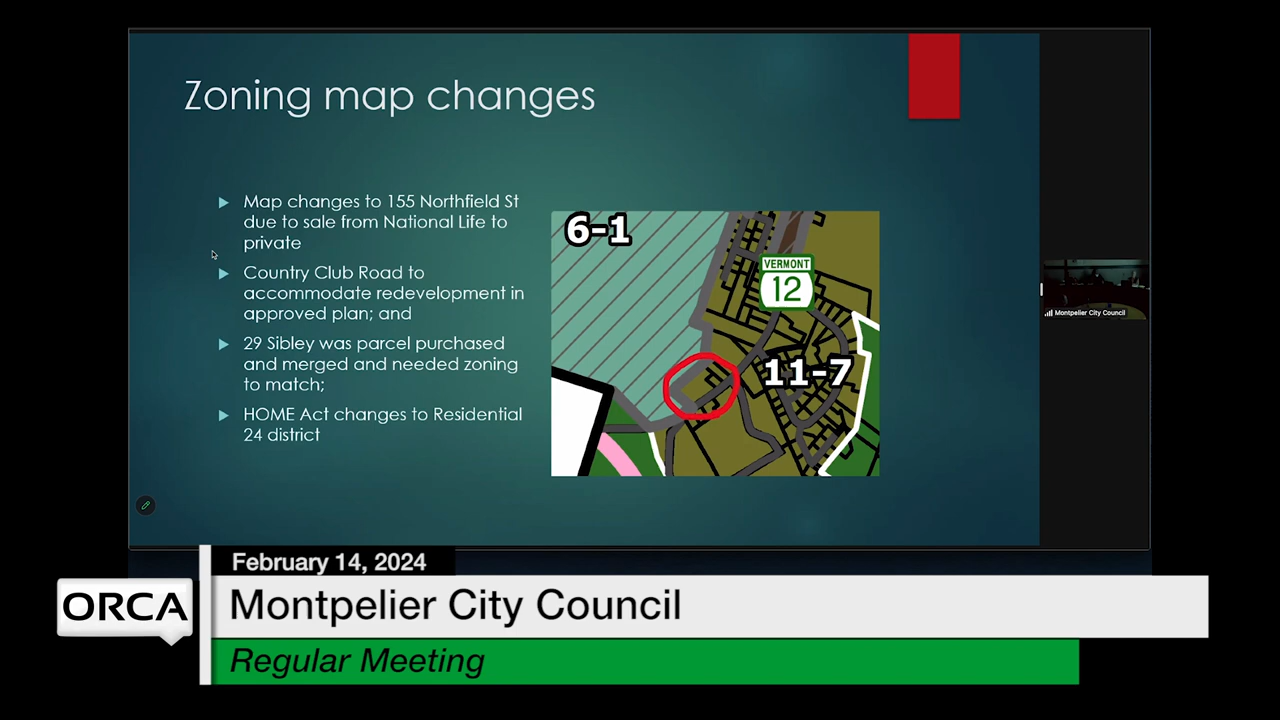 Zoning map changes
Map changes to 155 Northfield St
due to sale from National Life to
private
Country Club Road to
accommodate redevelopment in
approved plan; and
29 Sibley was parcel purchased
and merged and needed zoning
to match;
HOME Act changes to Residential
24 district
6-1
VERMONT
12
11-7
Montpelier City Council
February 14, 2024
ORCA
Montpelier City Council
Regular Meeting